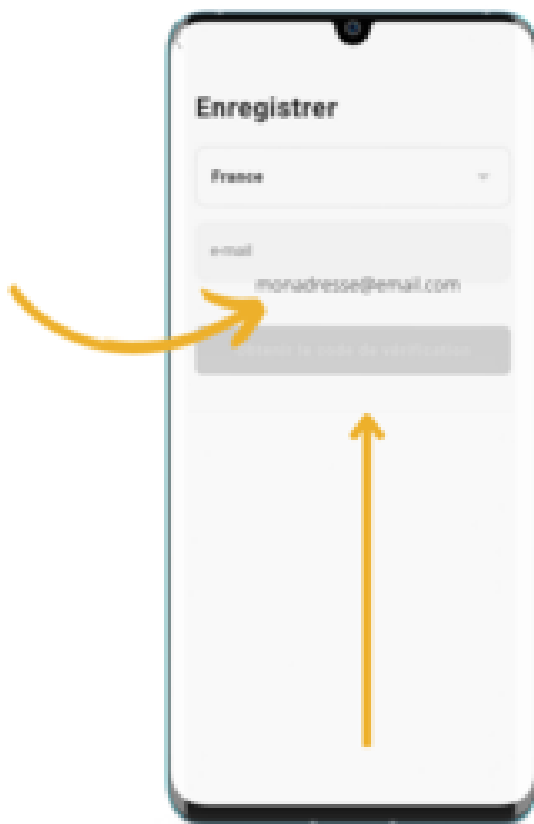 Enregistrer
France
e-mail
monadresse@email.com
obtenir le code de vérification